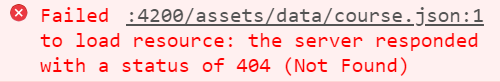 Failed :4200/assets/data/course.json:1
to load resource: the server responded
with a status of 404 (Not Found)